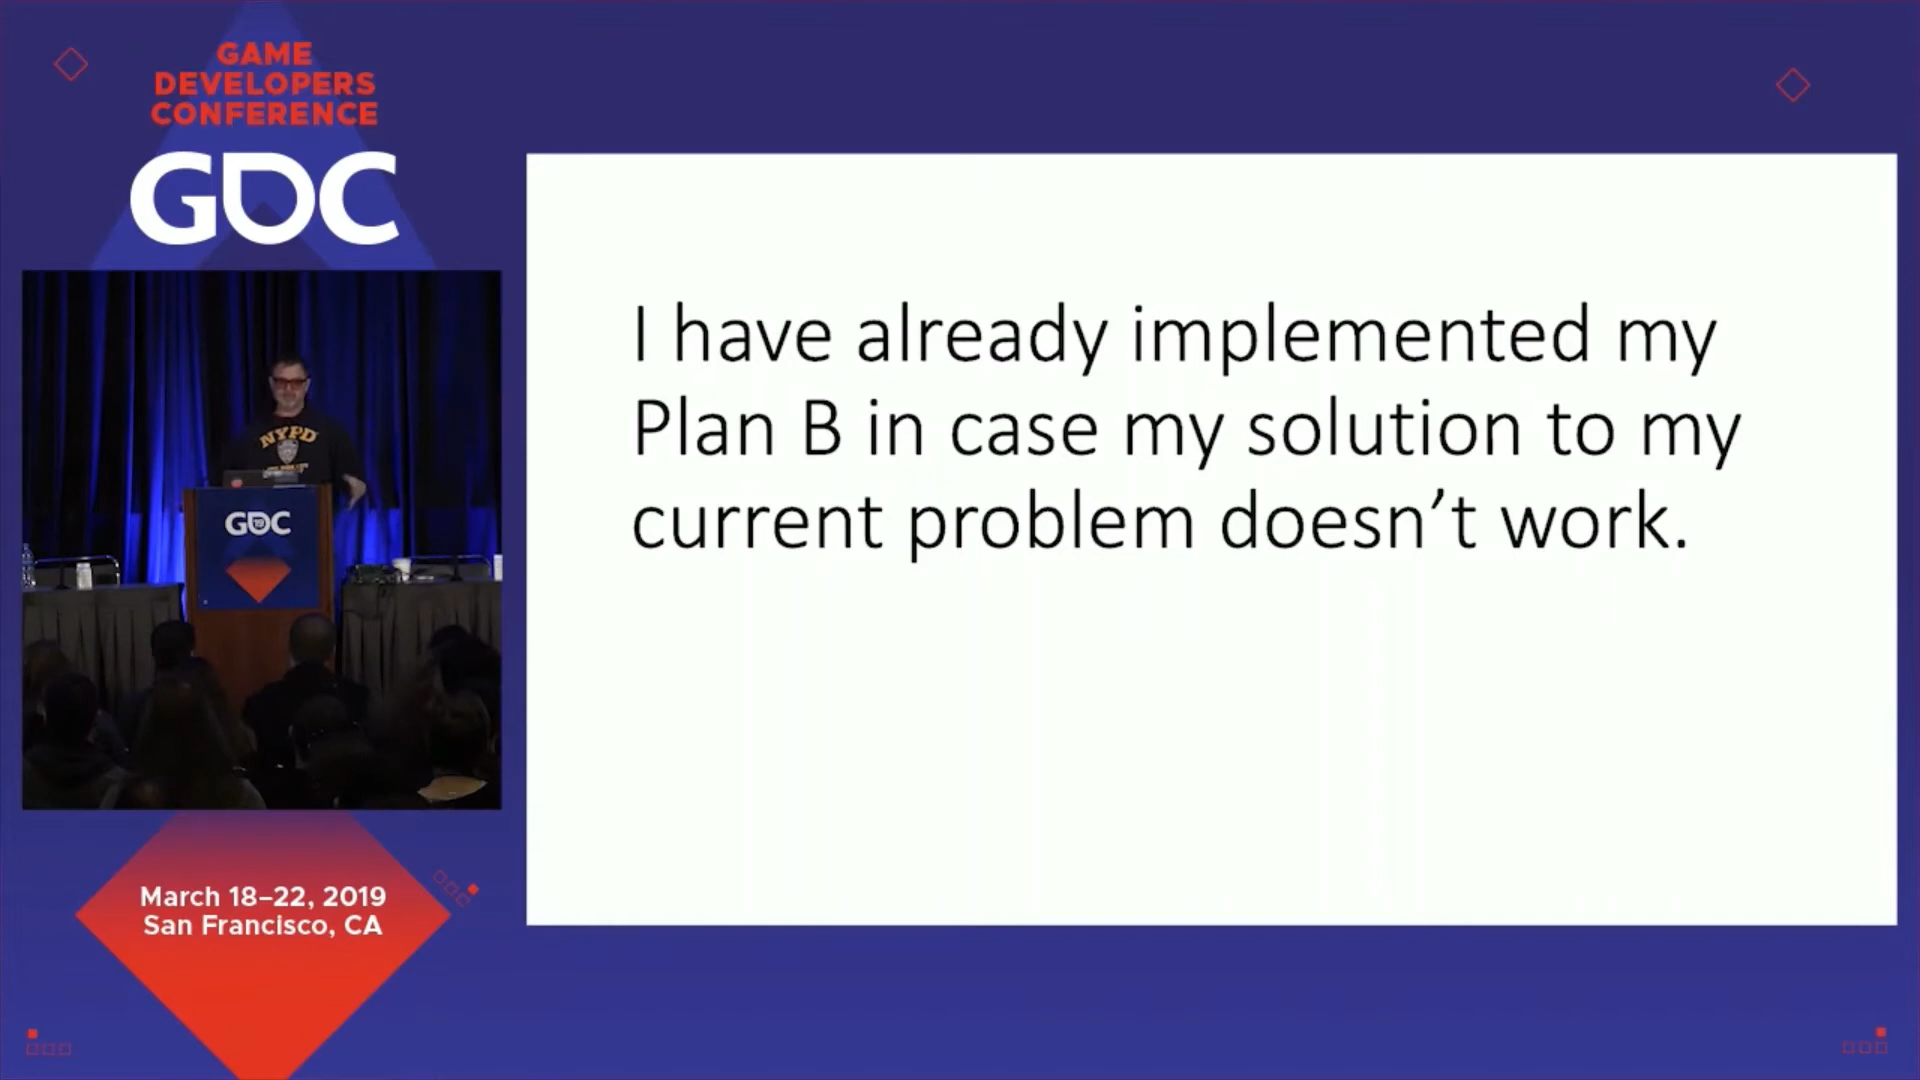 GAME
DEVELOPERS
CONFERENCE
GDC
NYPD
GDC
19
March 18–22, 2019
San Francisco, CA
I have already implemented my
Plan B in case my solution to my
current problem doesn’t work.